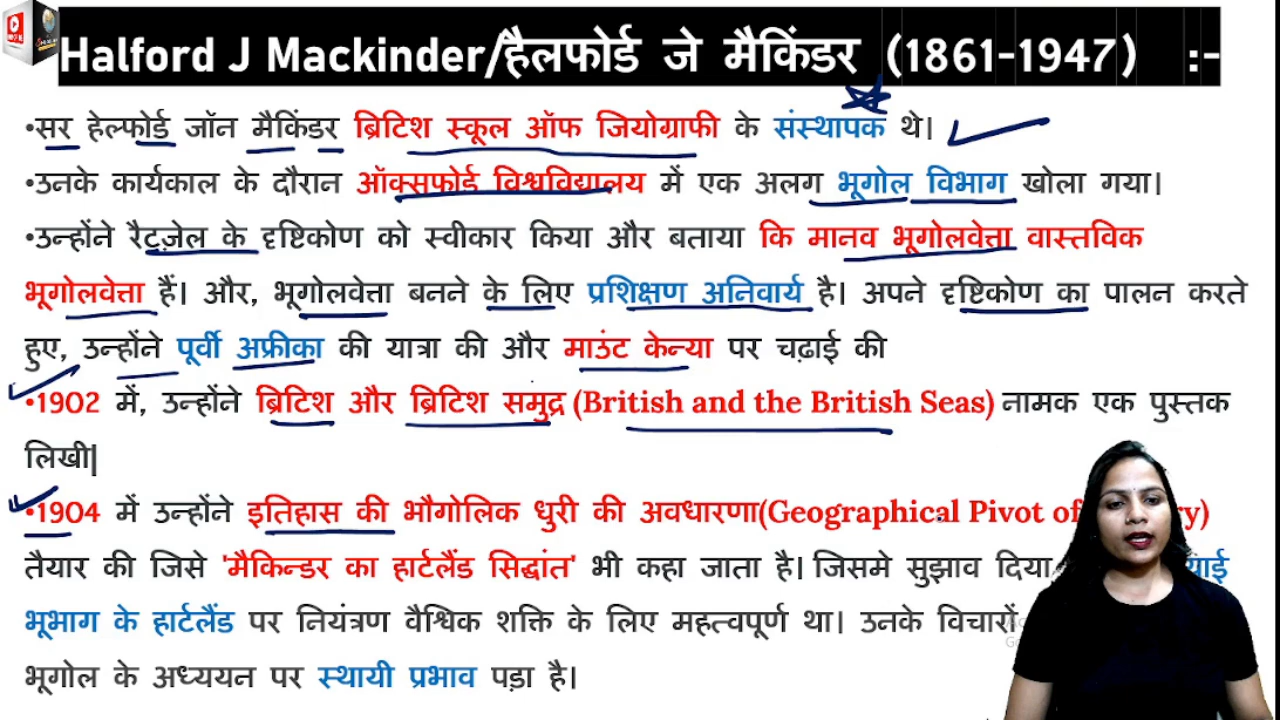 Halford J Mackinder/हैलफोर्ड जे मैकिंडर (1861-1947) :-
•सर हेल्फोर्ड जॉन मैकिंडर ब्रिटिश स्कूल ऑफ जियोग्राफी के संस्थापक थे।
•उनके कार्यकाल के दौरान ऑक्सफोर्ड विश्वविद्यालय में एक अलग भूगोल विभाग खोला गया।
•उन्होंने रैटज़ेल के दृष्टिकोण को स्वीकार किया और बताया कि मानव भूगोलवेत्ता वास्तविक
भूगोलवेत्ता हैं। और, भूगोलवेत्ता बनने के लिए प्रशिक्षण अनिवार्य है। अपने दृष्टिकोण का पालन करते
हुए, उन्होंने पूर्वी अफ्रीका की यात्रा की और माउंट केन्या पर चढ़ाई की
•1902 में, उन्होंने ब्रिटिश और ब्रिटिश समुद्र (British and the British Seas) नामक एक पुस्तक
लिखी|
•1904 में उन्होंने इतिहास की भौगोलिक धुरी की अवधारणा(Geographical Pivot of
तैयार की जिसे 'मैकिन्डर का हार्टलैंड सिद्धांत' भी कहा जाता है। जिसमे सुझाव दिया
भूभाग के हार्टलैंड पर नियंत्रण वैश्विक शक्ति के लिए महत्वपूर्ण था। उनके विचारों
भूगोल के अध्ययन पर स्थायी प्रभाव पड़ा है।